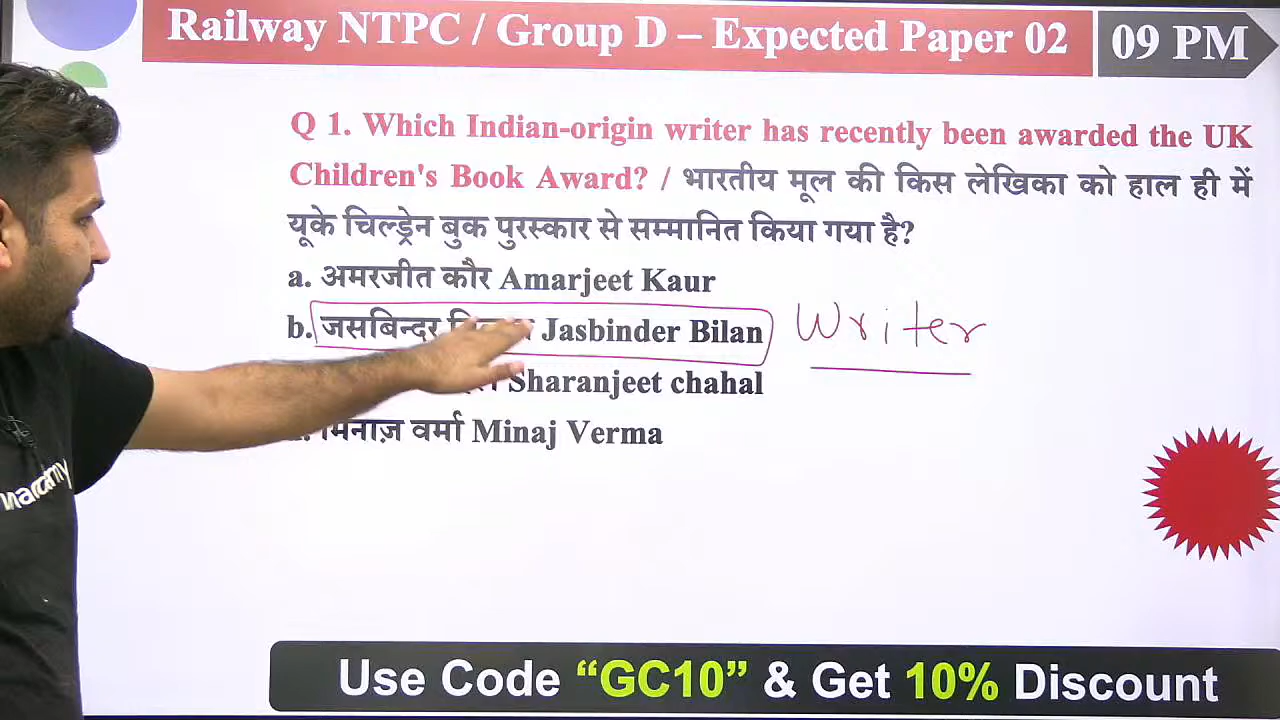 Railway NTPC / Group D – Expected Paper 02
09 PM
Q 1. Which Indian-origin writer has recently been awarded the UK
Children's Book Award? / भारतीय मूल की किस लेखिका को हाल ही में
यूके चिल्ड्रेन बुक पुरस्कार से सम्मानित किया गया है?
a. अमरजीत कौर Amarjeet Kaur
b. जसबिन्दर Jasbinder Bilan
Writer
Sharanjeet chahal
मिनाज़ वर्मा Minaj Verma
Use Code “GC10” & Get 10% Discount